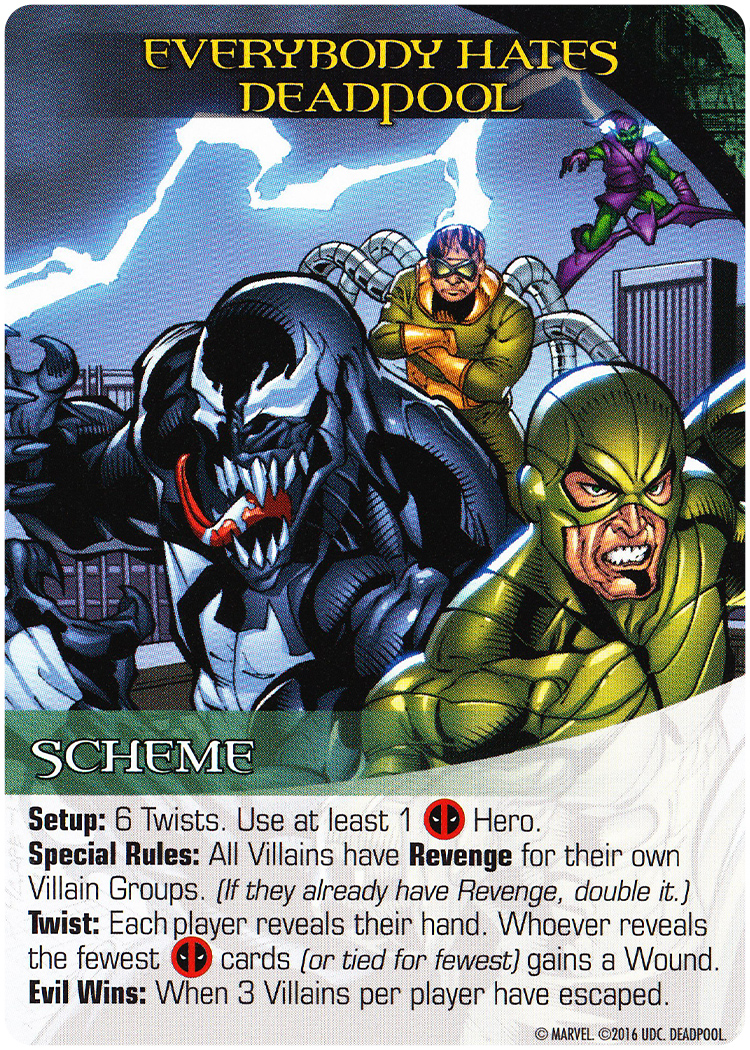 EVERYBODY HATES
DEADPOOL
SCHEME
Setup: 6 Twists. Use at least 1 Hero.
Special Rules: All Villains have Revenge for their own
Villain Groups. (If they already have Revenge, double it.)
Twist: Each player reveals their hand. Whoever reveals
the fewest cards (or tied for fewest) gains a Wound.
Evil Wins: When 3 Villains per player have escaped.
© MARVEL. ©2016 UDC. DEADPOOL.